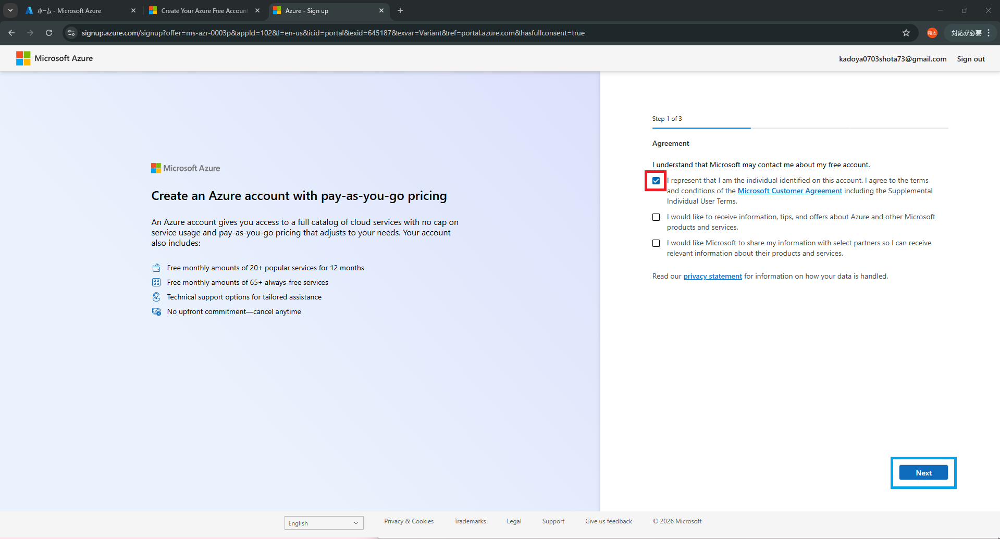 ホーム - Microsoft Azure
Create Your Azure Free Accoun
Azure - Sign up
signup.azure.com/signup?offer=ms-azr-0003p&appId=102&l=en-us&icid=portal&exid=645187&exvar=Variant&ref=portal.azure.com&hasfullconsent=true
翔太
対応が必要
Microsoft Azure
kadoya0703shota73@gmail.com
Sign out
Microsoft Azure
Create an Azure account with pay-as-you-go pricing
An Azure account gives you access to a full catalog of cloud services with no cap on
service usage and pay-as-you-go pricing that adjusts to your needs. Your account
also includes:
Free monthly amounts of 20+ popular services for 12 months
Free monthly amounts of 65+ always-free services
Technical support options for tailored assistance
No upfront commitment—cancel anytime
Step 1 of 3
Agreement
I understand that Microsoft may contact me about my free account.
I represent that I am the individual identified on this account. I agree to the terms
and conditions of the Microsoft Customer Agreement including the Supplemental
Individual User Terms.
I would like to receive information, tips, and offers about Azure and other Microsoft
products and services.
I would like Microsoft to share my information with select partners so I can receive
relevant information about their products and services.
Read our privacy statement for information on how your data is handled.
Next
English
Privacy & Cookies
Trademarks
Legal
Support
Give us feedback
© 2026 Microsoft